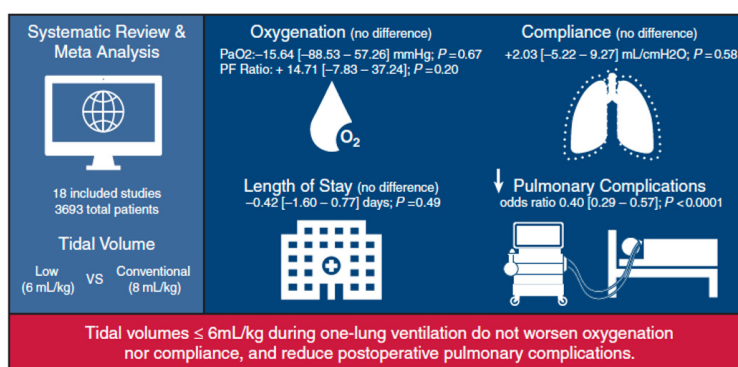 Systematic Review &
Meta Analysis
18 included studies
3693 total patients
Tidal Volume
Low
(6 mL/kg)
VS
Conventional
(8 mL/kg)
Oxygenation (no difference)
PaO2:–15.64 [–88.53 – 57.26] mmHg; P = 0.67
PF Ratio: + 14.71 [-7.83 – 37.24]; P = 0.20
O2
Compliance (no difference)
+2.03 [–5.22 – 9.27] mL/cmH2O; P = 0.58
Length of Stay (no difference)
–0.42 [–1.60 – 0.77] days; P = 0.49
Pulmonary Complications
odds ratio 0.40 [0.29 – 0.57]; P < 0.0001
Tidal volumes ≤ 6mL/kg during one-lung ventilation do not worsen oxygenation
nor compliance, and reduce postoperative pulmonary complications.